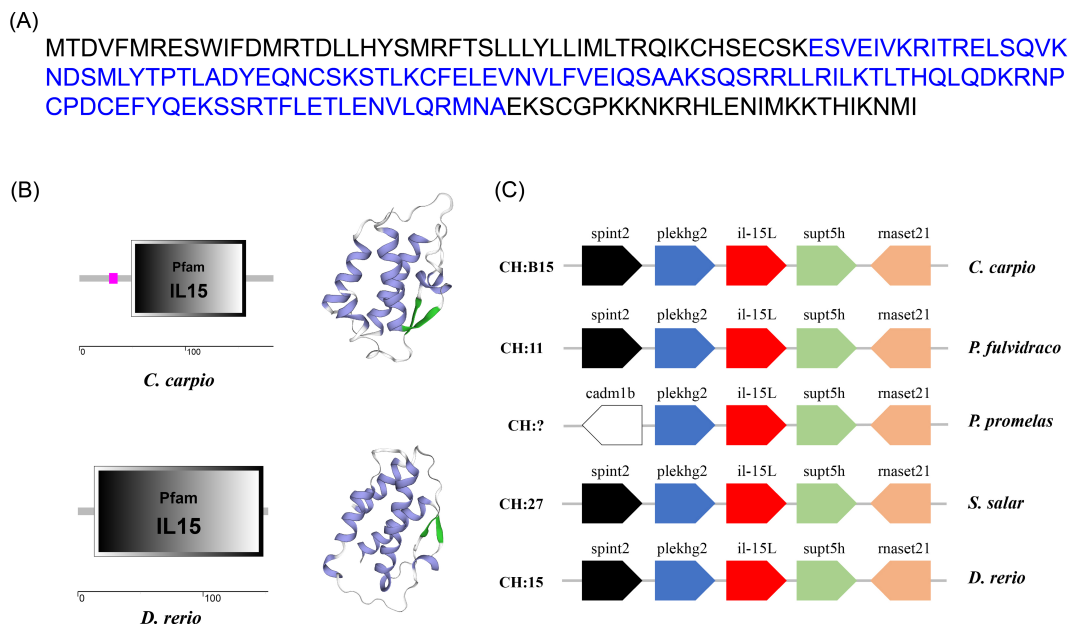 (A)
MTDVFMRESWIFDMRTDLLHYSMRFTSLLLYLLIMLTRQIKCHSECSKESVEIVKRITRELSQVK
NDSMLYTPTLADYEQNCSKSTLKCFELEVNVLFVEIQSAAKSQSRRLLRILKTLTHQLQDKRNP
CPDCEFYQEKSSRTFLETLENVLQRMNAEKSCGPKKNKRHLENIMKKTHIKNMI
(B)
Pfam
IL15
0 100
C. carpio
Pfam
IL15
0 100
D. rerio
(C)
spint2 plekhg2 il-15L supt5h rnaset21
CH:B15 C. carpio
spint2 plekhg2 il-15L supt5h rnaset21
CH:11 P. fulvidraco
cadm1b plekhg2 il-15L supt5h rnaset21
CH:? P. promelas
spint2 plekhg2 il-15L supt5h rnaset21
CH:27 S. salar
spint2 plekhg2 il-15L supt5h rnaset21
CH:15 D. rerio